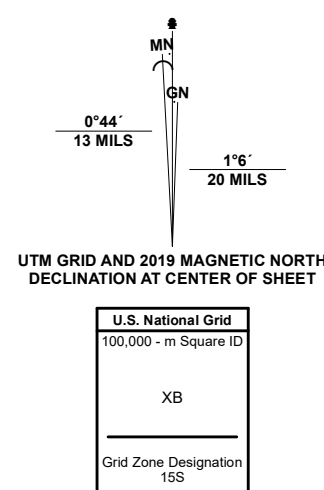 MN
GN
0°44´
13 MILS
1°6´
20 MILS
UTM GRID AND 2019 MAGNETIC NORTH
DECLINATION AT CENTER OF SHEET
U.S. National Grid
100,000 - m Square ID
XB
Grid Zone Designation
15S